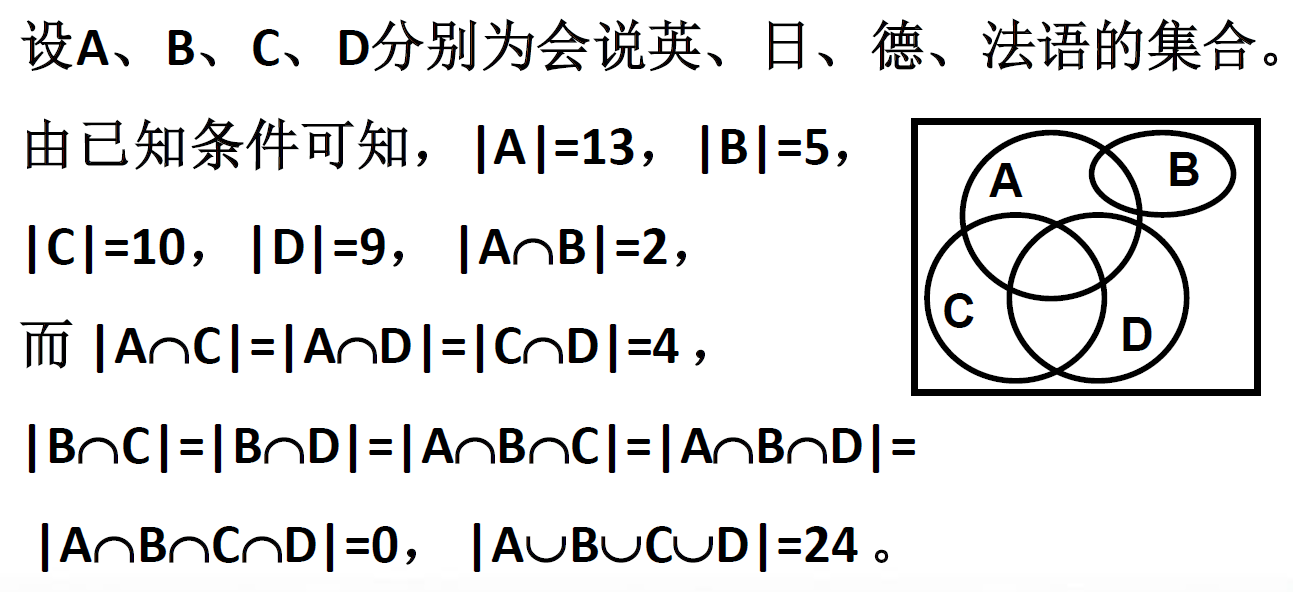 设A、B、C、D分别为会说英、日、德、法语的集合。
由已知条件可知，|A|=13，|B|=5，
|C|=10，|D|=9，|A∩B|=2，
而 |A∩C|=|A∩D|=|C∩D|=4，
|B∩C|=|B∩D|=|A∩B∩C|=|A∩B∩D|=
|A∩B∩C∩D|=0，|A∪B∪C∪D|=24。
A
B
C
D